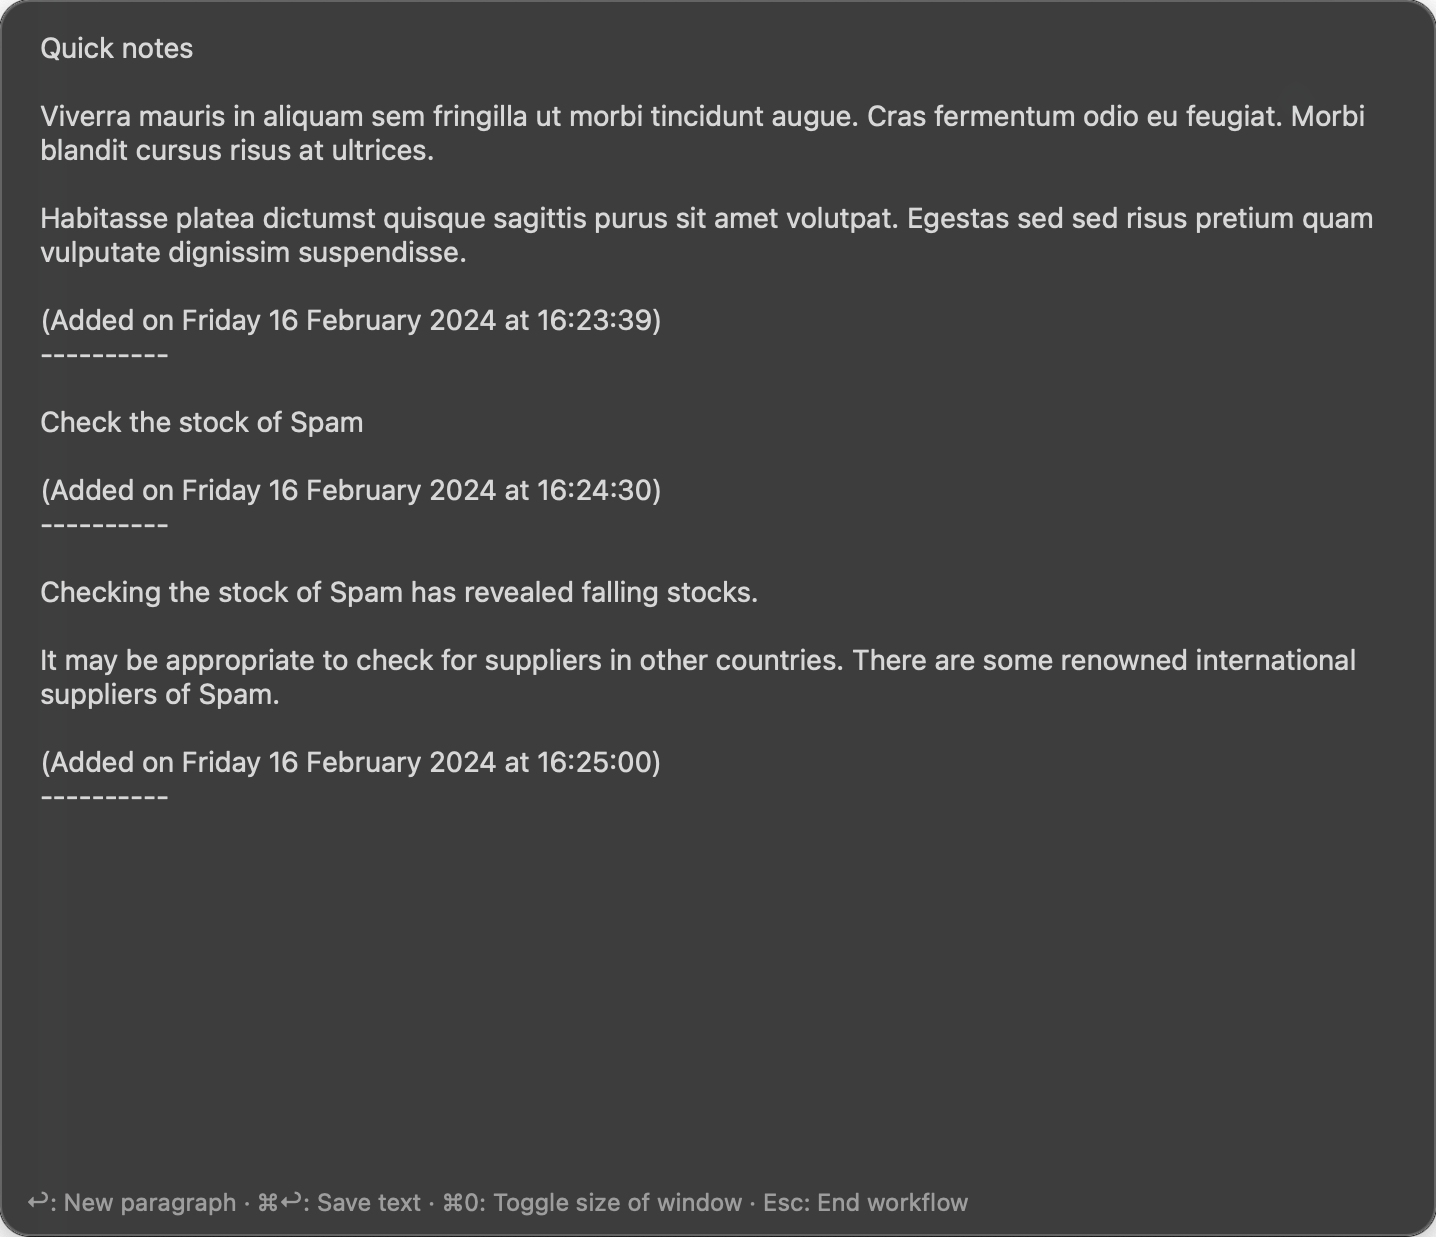 Quick notes
Viverra mauris in aliquam sem fringilla ut morbi tincidunt augue. Cras fermentum odio eu feugiat. Morbi
blandit cursus risus at ultrices.
Habitasse platea dictumst quisque sagittis purus sit amet volutpat. Egestas sed sed risus pretium quam
vulputate dignissim suspendisse.
(Added on Friday 16 February 2024 at 16:23:39)
----------
Check the stock of Spam
(Added on Friday 16 February 2024 at 16:24:30)
----------
Checking the stock of Spam has revealed falling stocks.
It may be appropriate to check for suppliers in other countries. There are some renowned international
suppliers of Spam.
(Added on Friday 16 February 2024 at 16:25:00)
----------
↩: New paragraph · ⌘↩: Save text · ⌘0: Toggle size of window · Esc: End workflow